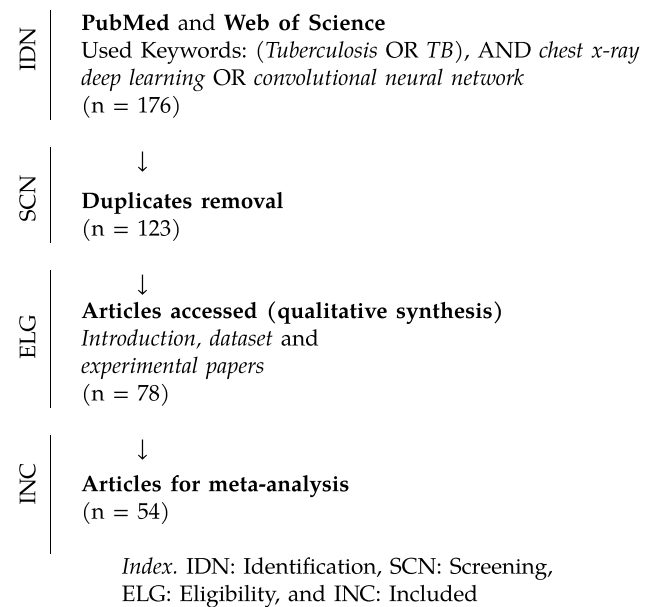 IDN
PubMed and Web of Science
Used Keywords: (Tuberculosis OR TB), AND chest x-ray
deep learning OR convolutional neural network
(n = 176)
↓
SCN
Duplicates removal
(n = 123)
↓
ELG
Articles accessed (qualitative synthesis)
Introduction, dataset and
experimental papers
(n = 78)
↓
INC
Articles for meta-analysis
(n = 54)
Index. IDN: Identification, SCN: Screening,
ELG: Eligibility, and INC: Included